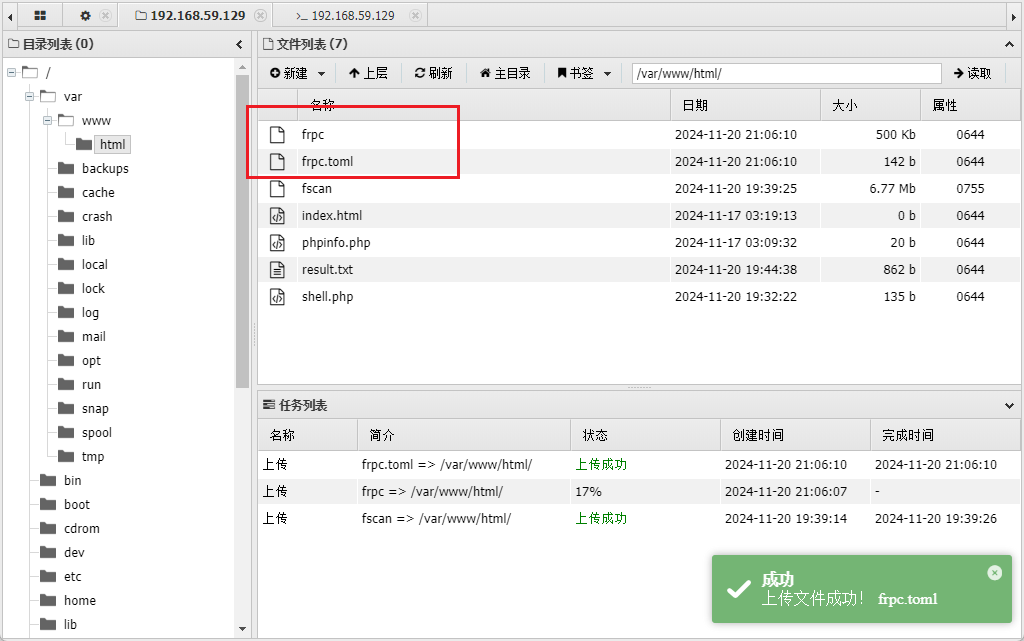 192.168.59.129
>_ 192.168.59.129
目录列表 (0)
/
var
www
html
backups
cache
crash
lib
local
lock
log
mail
opt
run
snap
spool
tmp
bin
boot
cdrom
dev
etc
home
lib
文件列表 (7)
新建 上层 刷新 主目录 书签 /var/www/html/ 读取
名称 日期 大小 属性
frpc 2024-11-20 21:06:10 500 Kb 0644
frpc.toml 2024-11-20 21:06:10 142 b 0644
fscan 2024-11-20 19:39:25 6.77 Mb 0755
index.html 2024-11-17 03:19:13 0 b 0644
phpinfo.php 2024-11-17 03:09:32 20 b 0644
result.txt 2024-11-20 19:44:38 862 b 0644
shell.php 2024-11-20 19:32:22 135 b 0644
任务列表
名称 简介 状态 创建时间 完成时间
上传 frpc.toml => /var/www/html/ 上传成功 2024-11-20 21:06:10 2024-11-20 21:06:10
上传 frpc => /var/www/html/ 17% 2024-11-20 21:06:07 -
上传 fscan => /var/www/html/ 上传成功 2024-11-20 19:39:14 2024-11-20 19:39:26
成功
上传文件成功! frpc.toml